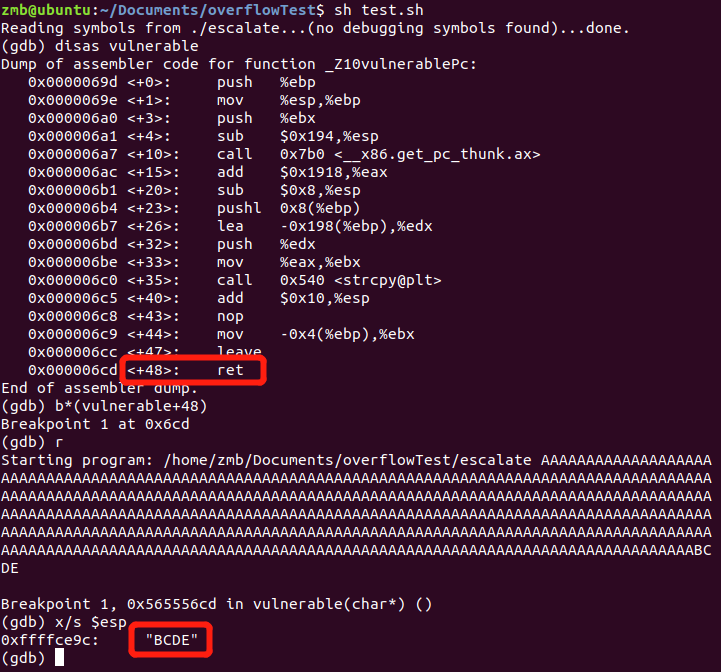 zmb@ubuntu:~/Documents/overflowTest$ sh test.sh
Reading symbols from ./escalate...(no debugging symbols found)...done.
(gdb) disas vulnerable
Dump of assembler code for function _Z10vulnerablePc:
   0x0000069d <+0>:	push   %ebp
   0x0000069e <+1>:	mov    %esp,%ebp
   0x000006a0 <+3>:	push   %ebx
   0x000006a1 <+4>:	sub    $0x194,%esp
   0x000006a7 <+10>:	call   0x7b0 <__x86.get_pc_thunk.ax>
   0x000006ac <+15>:	add    $0x1918,%eax
   0x000006b1 <+20>:	sub    $0x8,%esp
   0x000006b4 <+23>:	pushl  0x8(%ebp)
   0x000006b7 <+26>:	lea    -0x198(%ebp),%edx
   0x000006bd <+32>:	push   %edx
   0x000006be <+33>:	mov    %eax,%ebx
   0x000006c0 <+35>:	call   0x540 <strcpy@plt>
   0x000006c5 <+40>:	add    $0x10,%esp
   0x000006c8 <+43>:	nop
   0x000006c9 <+44>:	mov    -0x4(%ebp),%ebx
   0x000006cc <+47>:	leave
   0x000006cd <+48>:	ret
End of assembler dump.
(gdb) b*(vulnerable+48)
Breakpoint 1 at 0x6cd
(gdb) r
Starting program: /home/zmb/Documents/overflowTest/escalate AAAAAAAAAAAAAAAAAAA
AAAAAAAAAAAAAAAAAAAAAAAAAAAAAAAAAAAAAAAAAAAAAAAAAAAAAAAAAAAAAAAAAAAAAAAAAAAAAAA
AAAAAAAAAAAAAAAAAAAAAAAAAAAAAAAAAAAAAAAAAAAAAAAAAAAAAAAAAAAAAAAAAAAAAAAAAAAAAAA
AAAAAAAAAAAAAAAAAAAAAAAAAAAAAAAAAAAAAAAAAAAAAAAAAAAAAAAAAAAAAAAAAAAAAAAAAAAAAAA
AAAAAAAAAAAAAAAAAAAAAAAAAAAAAAAAAAAAAAAAAAAAAAAAAAAAAAAAAAAAAAAAAAAAAAAAAAAAAAA
AAAAAAAAAAAAAAAAAAAAAAAAAAAAAAAAAAAAAAAAAAAAAAAAAAAAAAAAAAAAAAAAAAAAAAAAAAAAABC
DE
Breakpoint 1, 0x565556cd in vulnerable(char*) ()
(gdb) x/s $esp
0xffffce9c:	"BCDE"
(gdb)